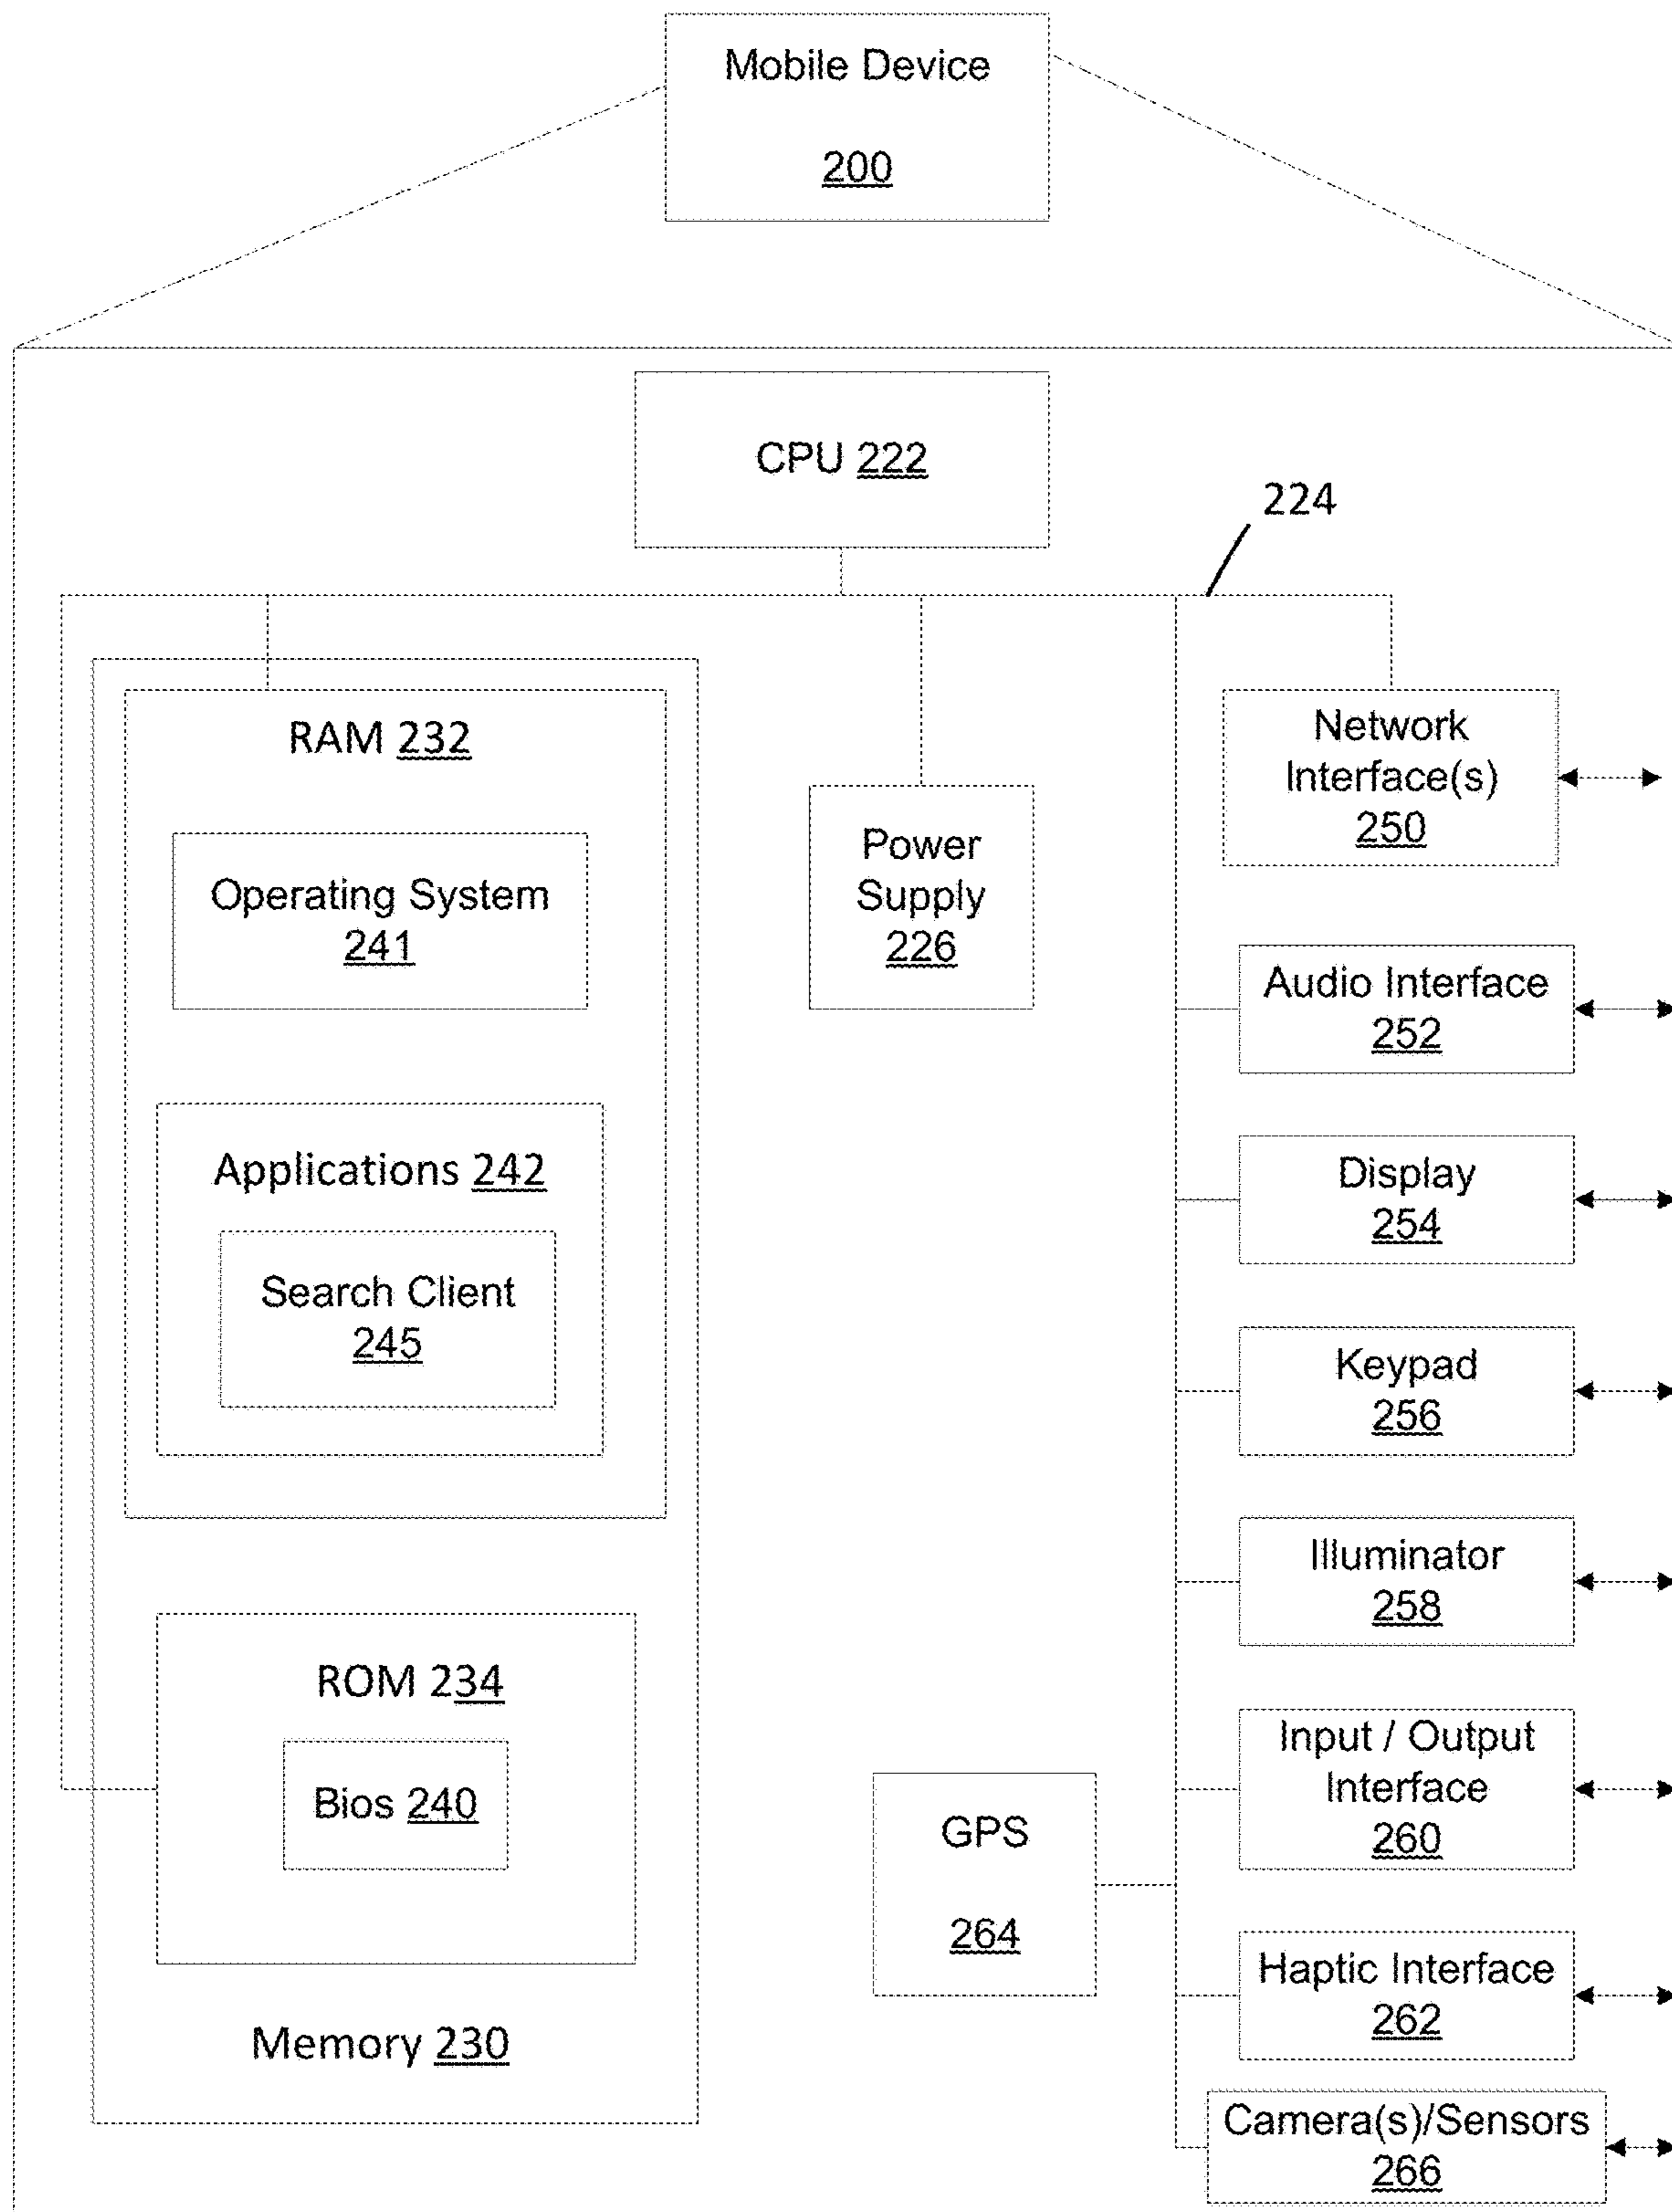 Mobile Device
200
CPU 222
224
RAM 232
Operating System
241
Applications 242
Search Client
245
ROM 234
Bios 240
Memory 230
Power
Supply
226
GPS
264
Network
Interface(s)
250
Audio Interface
252
Display
254
Keypad
256
Illuminator
258
Input / Output
Interface
260
Haptic Interface
262
Camera(s)/Sensors
266